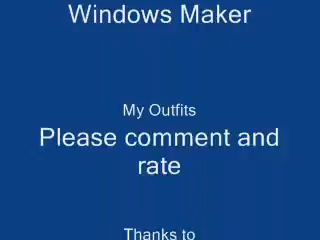 Windows Maker
My Outfits
Please comment and
rate
Thanks to